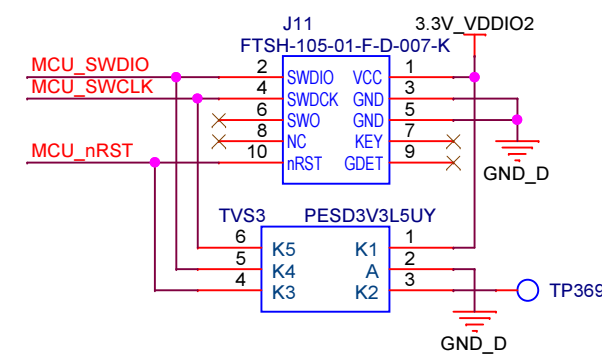 J11
3.3V_VDDIO2
FTSH-105-01-F-D-007-K
MCU_SWDIO 2 SWDIO VCC 1
MCU_SWCLK 4 SWDCK GND 3
6 SWO GND 5
8 NC KEY 7
MCU_nRST 10 nRST GDET 9
GND_D
TVS3 PESD3V3L5UY
6 K5 K1 1
5 K4 A 2
4 K3 K2 3 TP369
GND_D